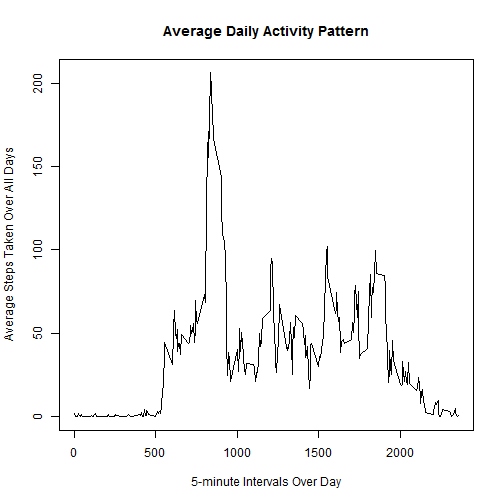 Average Daily Activity Pattern
Average Steps Taken Over All Days
200
150
100
50
0
0 500 1000 1500 2000
5-minute Intervals Over Day